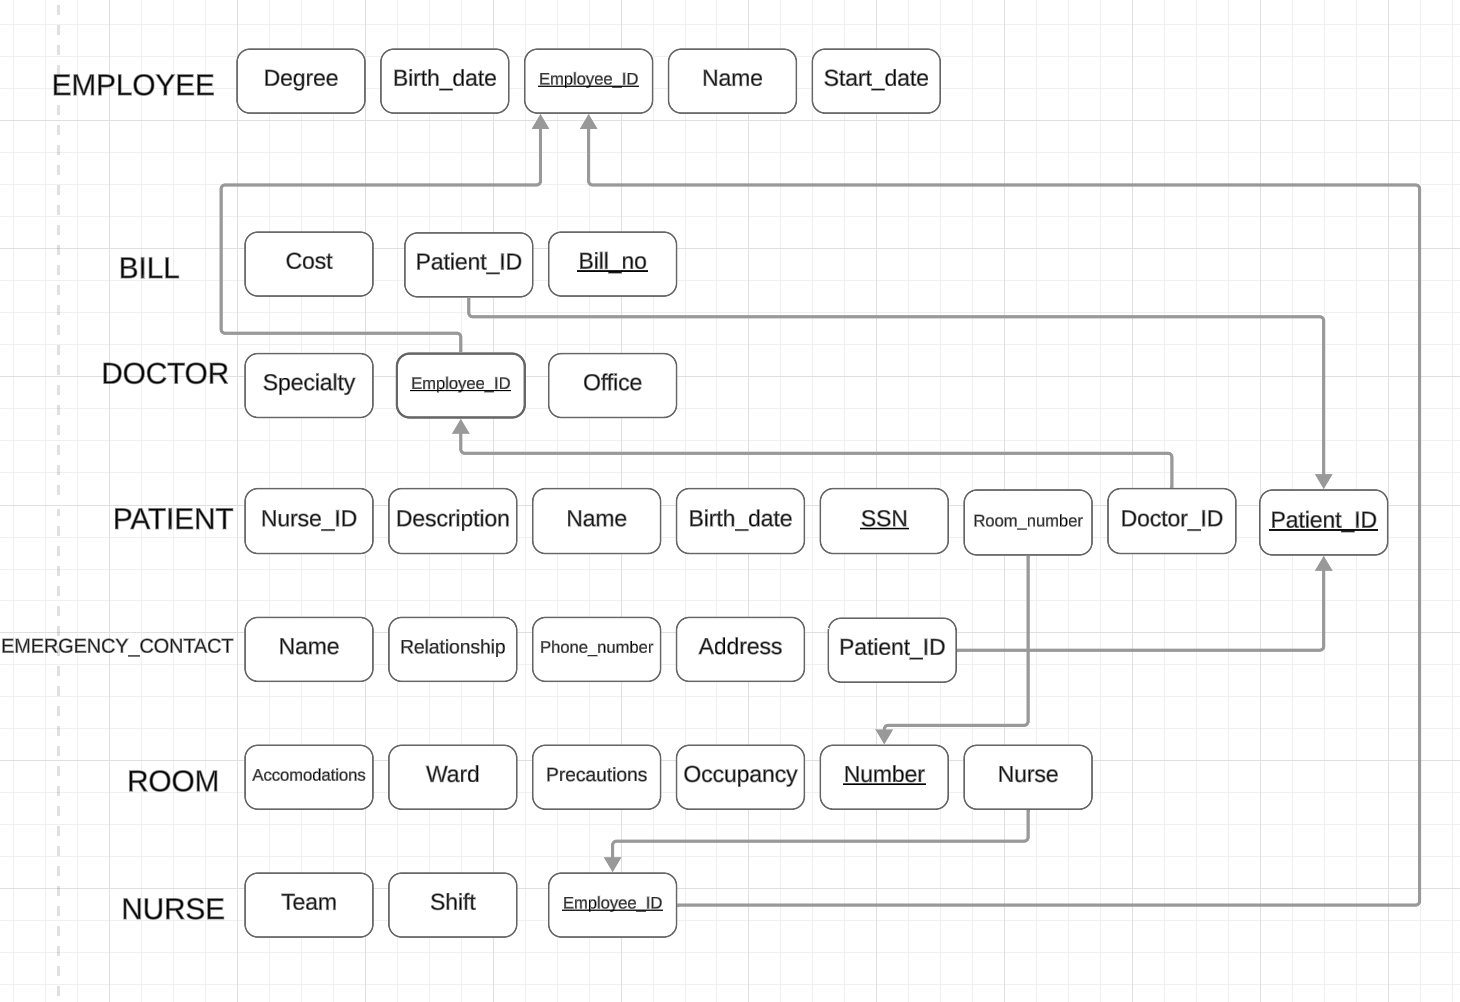 EMPLOYEE Degree Birth_date Employee_ID Name Start_date
BILL Cost Patient_ID Bill_no
DOCTOR Specialty Employee_ID Office
PATIENT Nurse_ID Description Name Birth_date SSN Room_number Doctor_ID Patient_ID
EMERGENCY_CONTACT Name Relationship Phone_number Address Patient_ID
ROOM Accomodations Ward Precautions Occupancy Number Nurse
NURSE Team Shift Employee_ID